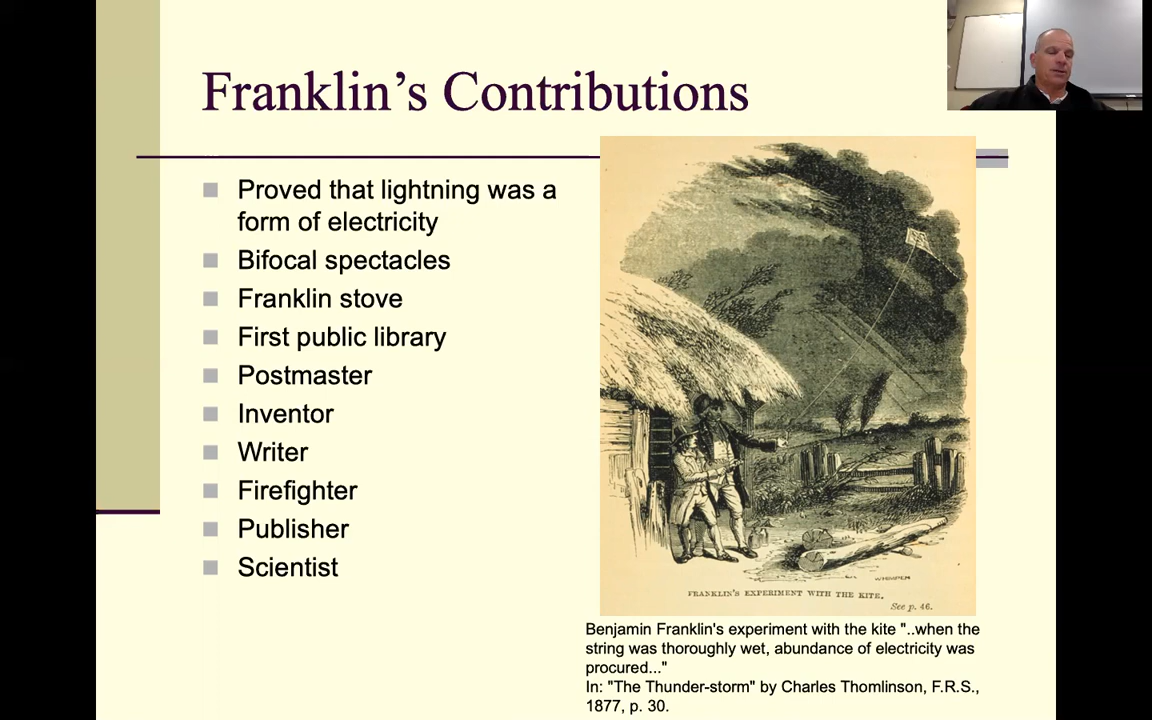 Franklin’s Contributions
Proved that lightning was a
form of electricity
Bifocal spectacles
Franklin stove
First public library
Postmaster
Inventor
Writer
Firefighter
Publisher
Scientist
FRANKLIN'S EXPERIMENT WITH THE KITE.
See p. 46.
Benjamin Franklin's experiment with the kite "..when the
string was thoroughly wet, abundance of electricity was
procured..."
In: "The Thunder-storm" by Charles Thomlinson, F.R.S.,
1877, p. 30.